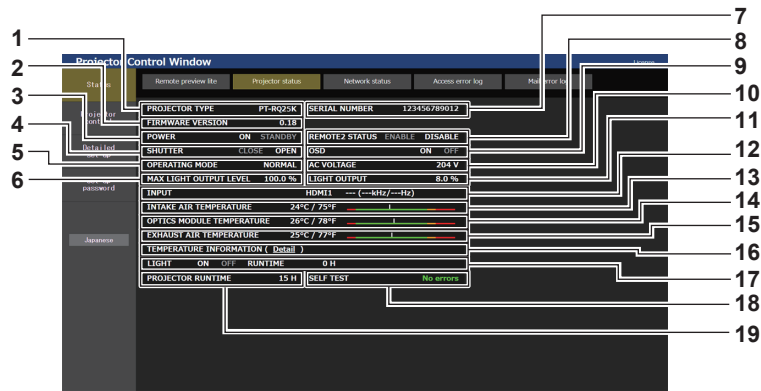 Projector Control Window
License
Status
Remote preview lite
Projector status
Network status
Access error log
Mail error log
Projector
control
Detailed
set up
password
Japanese
PROJECTOR TYPE PT-RQ25K
SERIAL NUMBER 123456789012
FIRMWARE VERSION 0.18
POWER ON STANDBY
REMOTE2 STATUS ENABLE DISABLE
SHUTTER CLOSE OPEN
OSD ON OFF
OPERATING MODE NORMAL
AC VOLTAGE 204 V
MAX LIGHT OUTPUT LEVEL 100.0 %
LIGHT OUTPUT 8.0 %
INPUT HDMI1 --- (---kHz/---Hz)
INTAKE AIR TEMPERATURE 24°C / 75°F
OPTICS MODULE TEMPERATURE 26°C / 78°F
EXHAUST AIR TEMPERATURE 25°C / 77°F
TEMPERATURE INFORMATION ( Detail )
LIGHT ON OFF RUNTIME 0 H
PROJECTOR RUNTIME 15 H
SELF TEST No errors
1
2
3
4
5
6
7
8
9
10
11
12
13
14
15
16
17
18
19